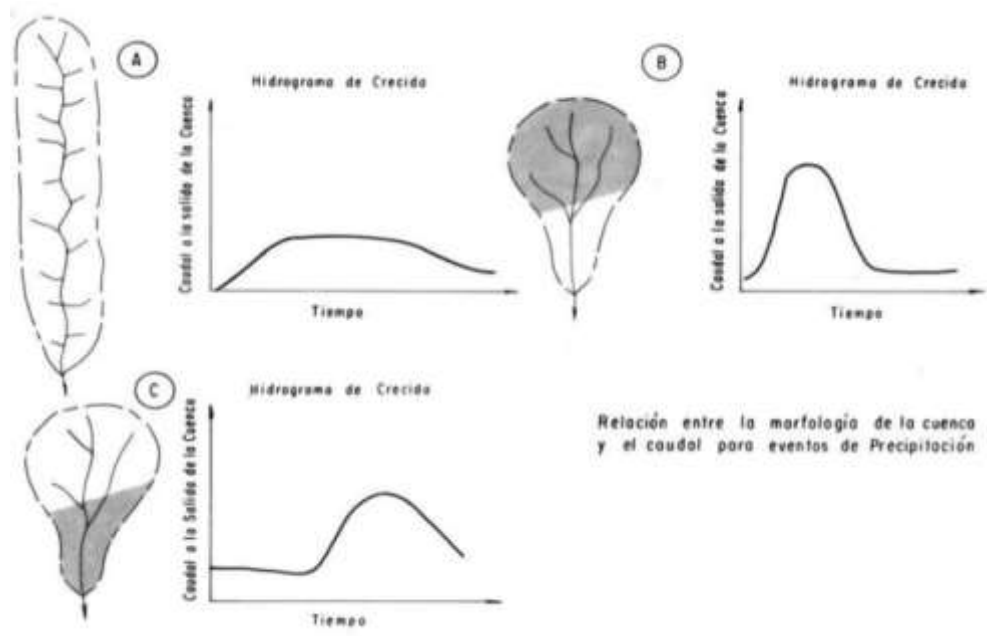 A
Hidrograma de Crecida
Caudal a la salida de la Cuenca
Tiempo
B
Hidrograma de Crecida
Caudal a la salida de la Cuenca
Tiempo
C
Hidrograma de Crecida
Caudal a la Salida de la Cuenca
Tiempo
Relación entre la morfología de la cuenca
y el caudal para eventos de Precipitación